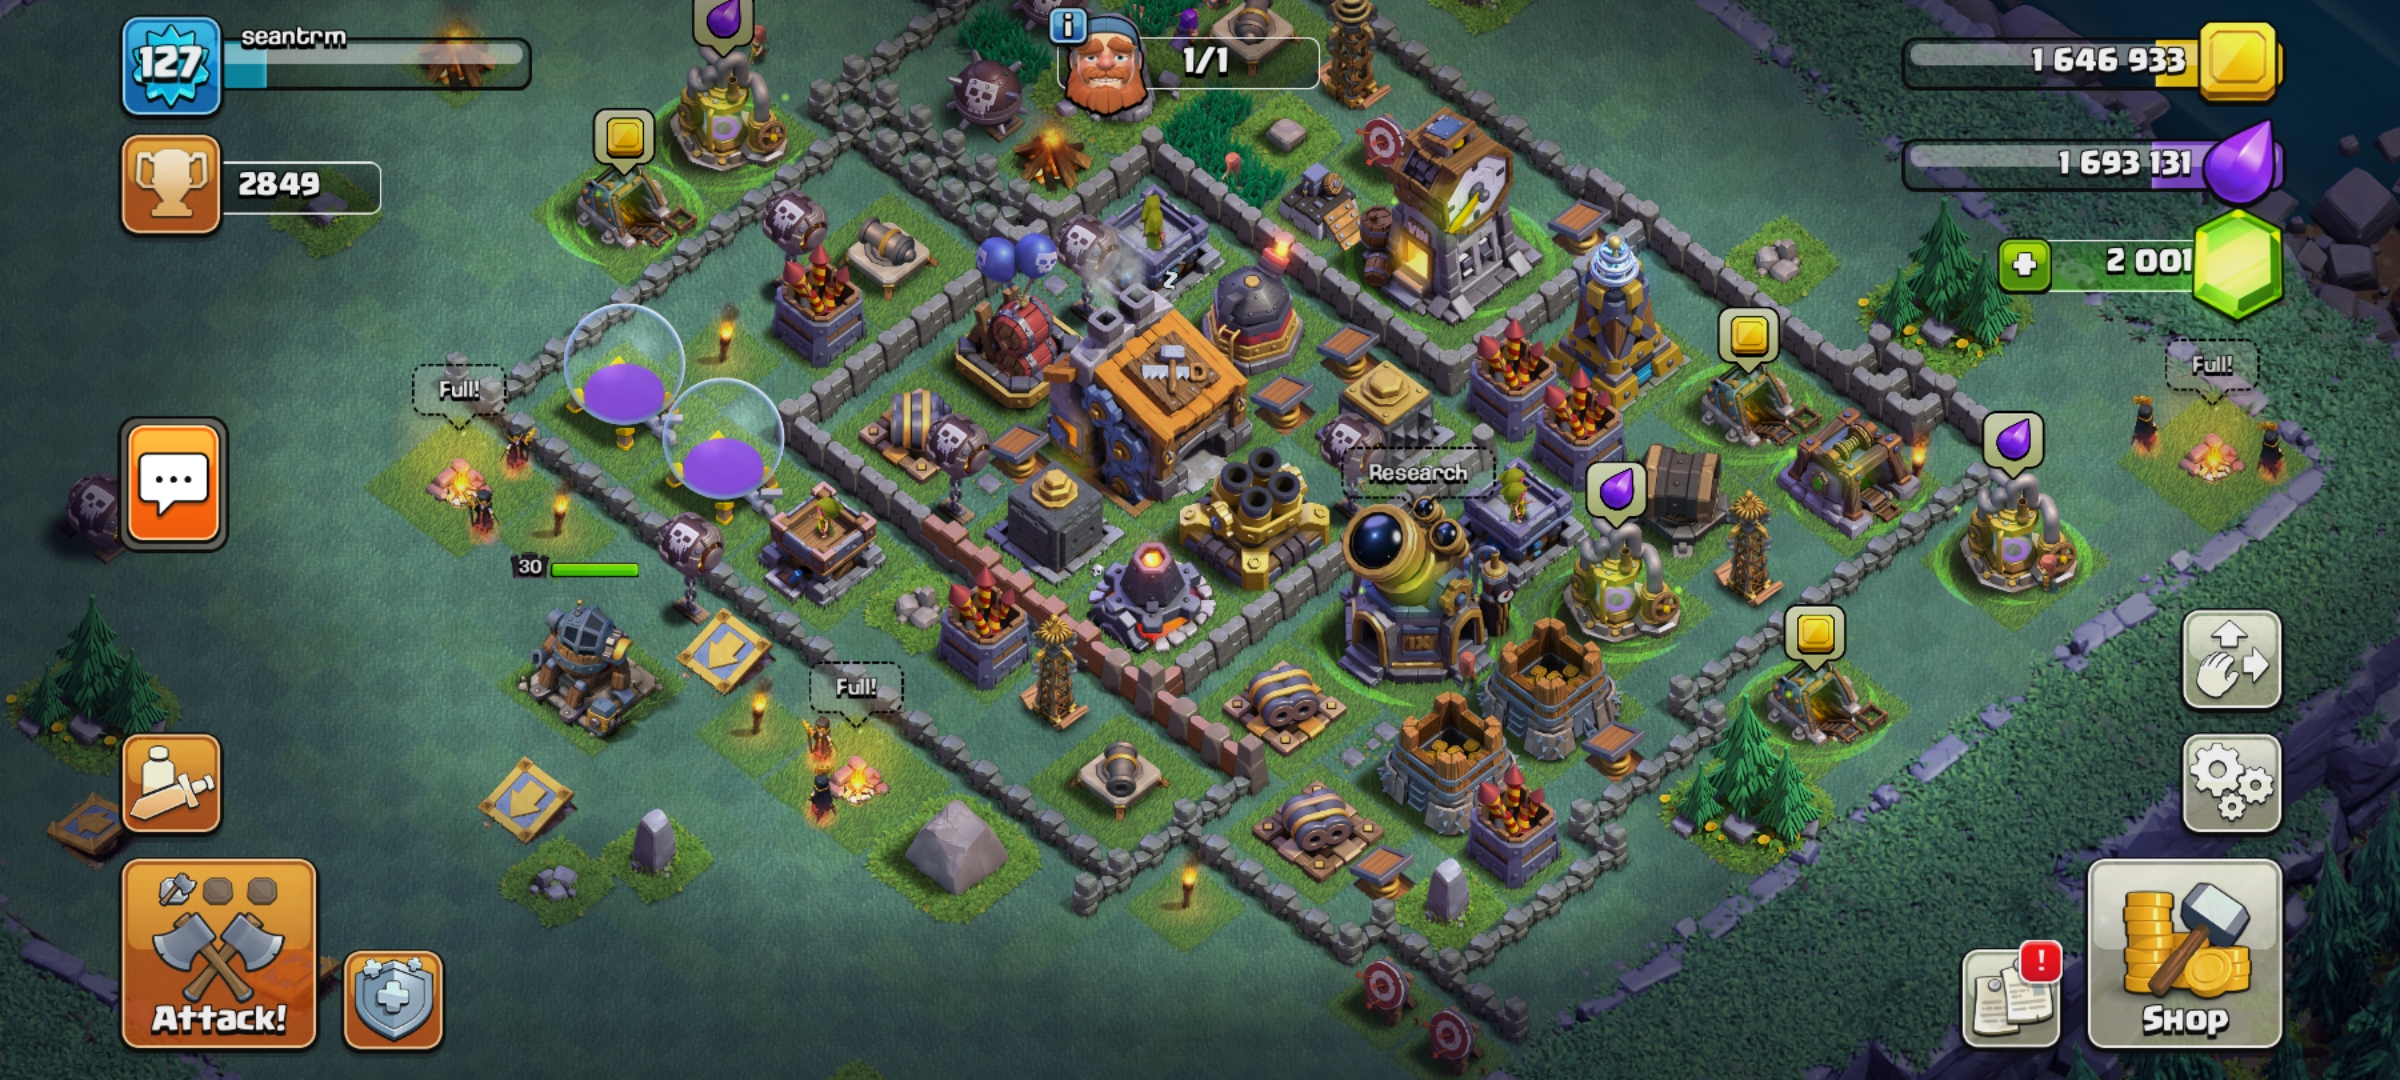 127
seantrm
1/1
1 646 933
2849
1 693 131
2 001
z
Full!
Full!
Research
30
Full!
IX
Attack!
!
Shop